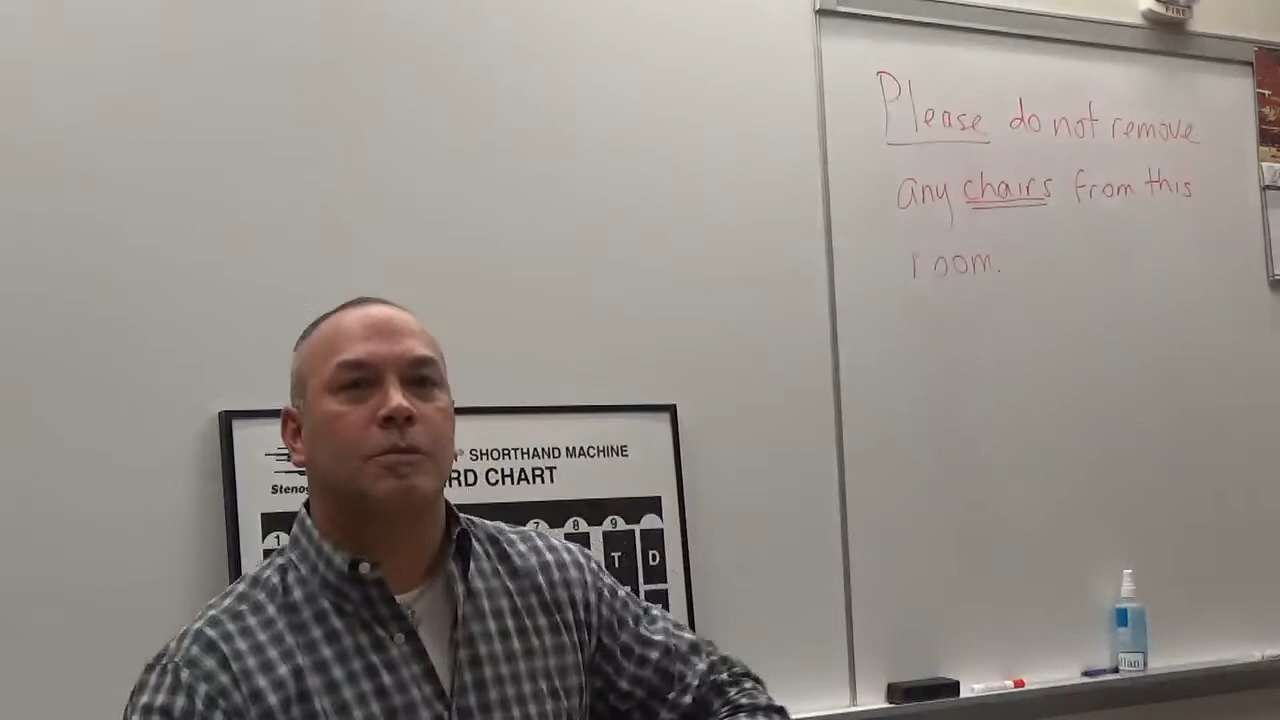 FIRE
Please do not remove
any chairs from this
room.
SHORTHAND MACHINE
RD CHART
Stenog
1 7 8 9
T D
llan